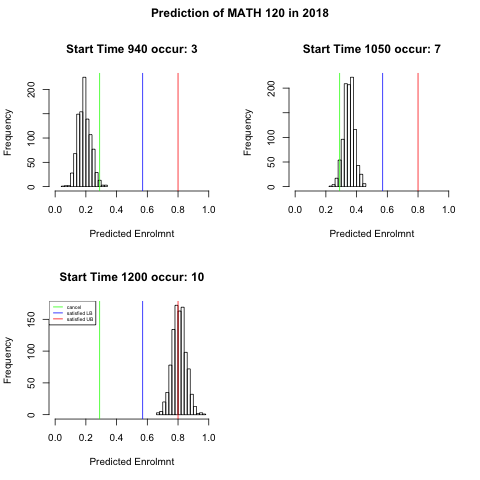 Prediction of MATH 120 in 2018
Start Time 940 occur: 3
Frequency
0
50
100
200
0.0 0.2 0.4 0.6 0.8 1.0
Predicted Enrolmnt
Start Time 1050 occur: 7
Frequency
0
50
100
200
0.0 0.2 0.4 0.6 0.8 1.0
Predicted Enrolmnt
Start Time 1200 occur: 10
cancel
satisfied LB
satisfied UB
Frequency
0
50
100
150
0.0 0.2 0.4 0.6 0.8 1.0
Predicted Enrolmnt